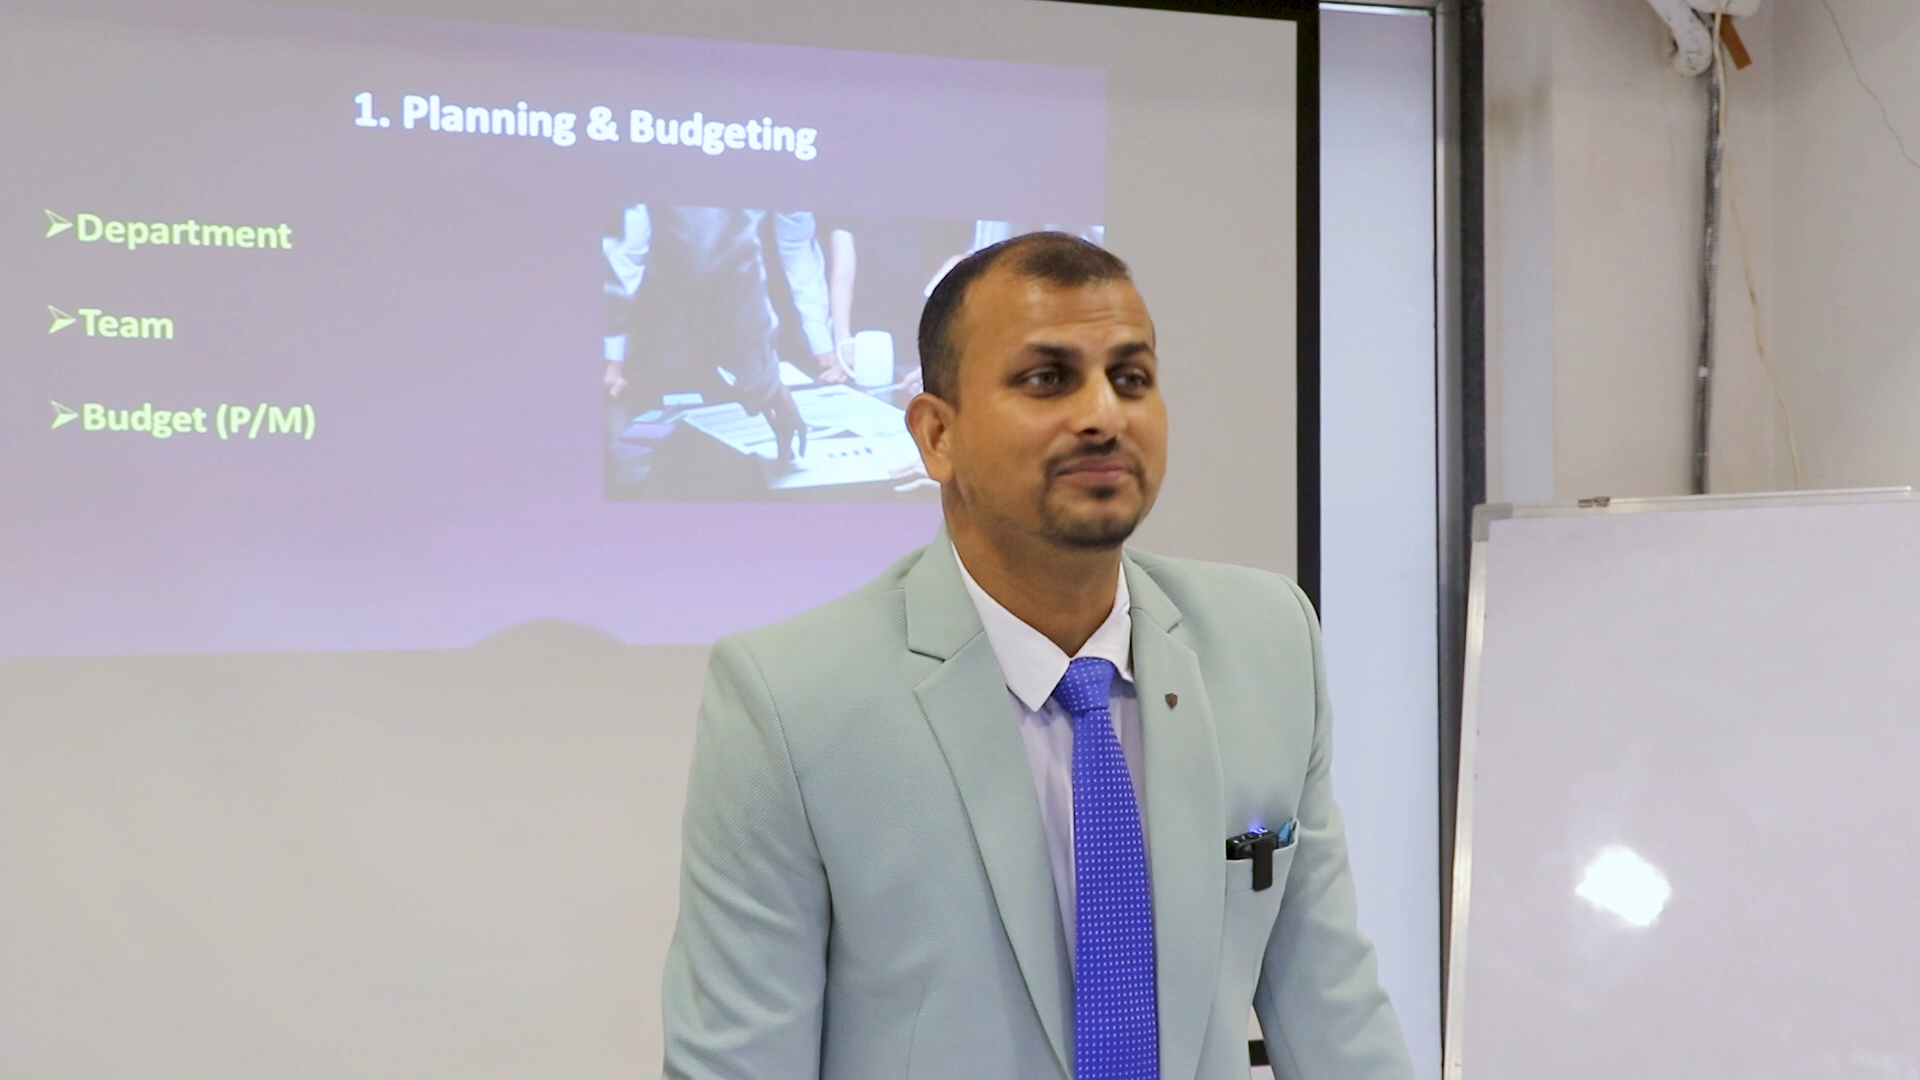 1. Planning & Budgeting
➢Department
➢Team
➢Budget (P/M)